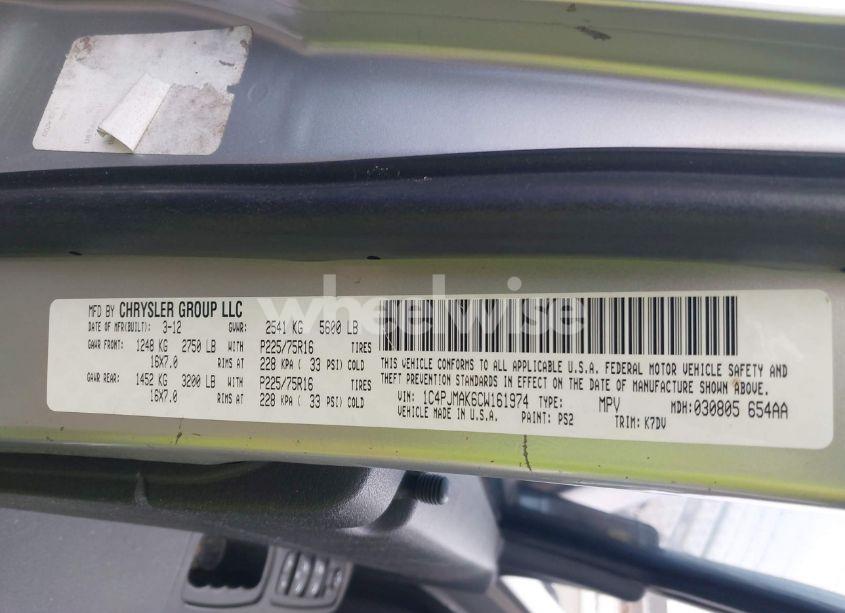 MFD BY CHRYSLER GROUP LLC
DATE OF MFR(BUILT): 3-12 GVWR: 2541 KG 5600 LB
GAWR FRONT: 1248 KG 2750 LB WITH P225/75R16 TIRES
16X7.0 RIMS AT 228 KPA ( 33 PSI) COLD
GAWR REAR: 1452 KG 3200 LB WITH P225/75R16 TIRES
16X7.0 RIMS AT 228 KPA ( 33 PSI) COLD
THIS VEHICLE CONFORMS TO ALL APPLICABLE U.S.A. FEDERAL MOTOR VEHICLE SAFETY AND
THEFT PREVENTION STANDARDS IN EFFECT ON THE DATE OF MANUFACTURE SHOWN ABOVE.
VIN: 1C4PJMAK6CW161974 TYPE: MPV MDH: 030805 654AA
VEHICLE MADE IN U.S.A. PAINT: PS2 TRIM: K7DV
wheelwise